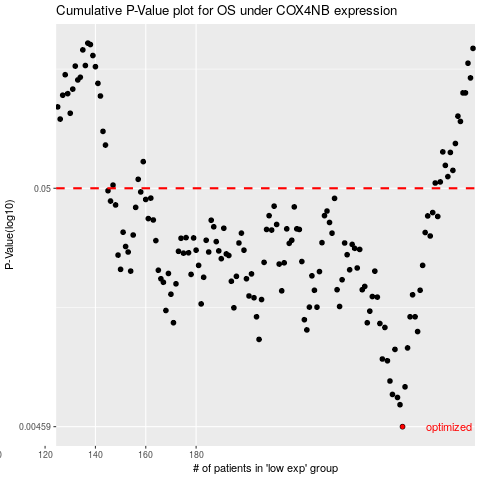 Cumulative P-Value plot for OS under COX4NB expression
P-Value(log10)
0.05
0.00459
optimized
0 120 140 160 180
# of patients in 'low exp' group